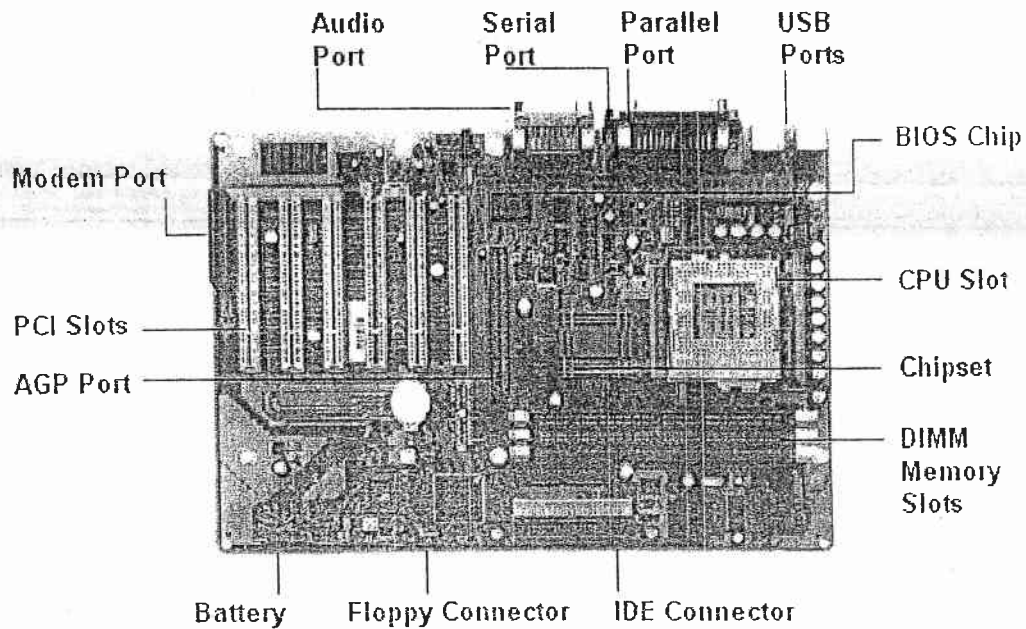 Audio
Port
Serial
Port
Parallel
Port
USB
Ports
BIOS Chip
Modem Port
CPU Slot
PCI Slots
AGP Port
Chipset
DIMM
Memory
Slots
Battery
Floppy Connector
IDE Connector